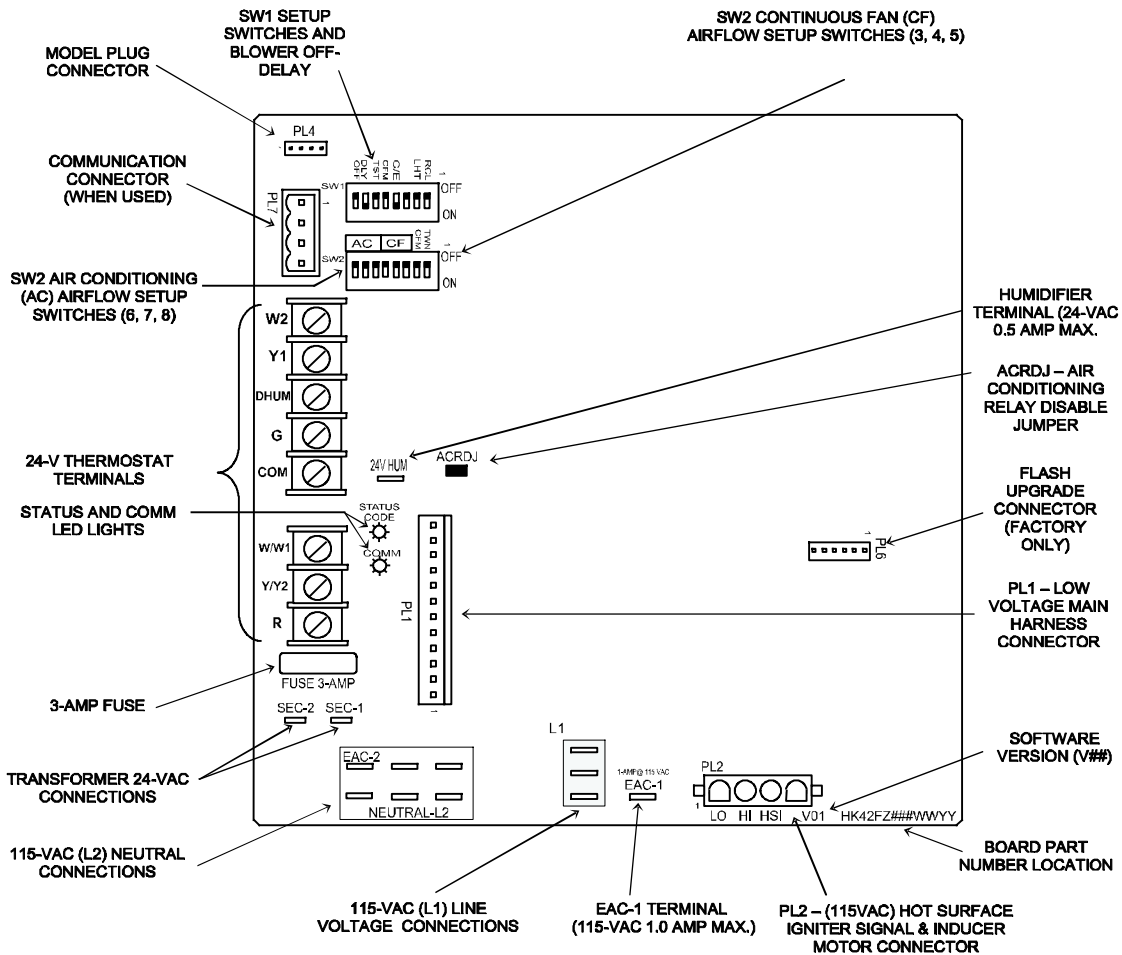 SW1 SETUP
SWITCHES AND
BLOWER OFF-
DELAY
SW2 CONTINUOUS FAN (CF)
AIRFLOW SETUP SWITCHES (3, 4, 5)
MODEL PLUG
CONNECTOR
PL4
COMMUNICATION
CONNECTOR
(WHEN USED)
PL7
1
OFF
DLY
TST
CFM
C/E
LHT
RCL
1
SW1
OFF
ON
AC
CF
CFM
TWN
1
SW2
OFF
ON
SW2 AIR CONDITIONING
(AC) AIRFLOW SETUP
SWITCHES (6, 7, 8)
W2
Y1
DHUM
G
COM
24-V THERMOSTAT
TERMINALS
24V HUM
ACRDJ
HUMIDIFIER
TERMINAL (24-VAC
0.5 AMP MAX.
ACRDJ – AIR
CONDITIONING
RELAY DISABLE
JUMPER
STATUS AND COMM
LED LIGHTS
STATUS
CODE
COMM
FLASH
UPGRADE
CONNECTOR
(FACTORY
ONLY)
1
PL6
W/W1
Y/Y2
R
PL1
1
PL1 – LOW
VOLTAGE MAIN
HARNESS
CONNECTOR
FUSE 3-AMP
3-AMP FUSE
SEC-2 SEC-1
TRANSFORMER 24-VAC
CONNECTIONS
EAC-2
NEUTRAL-L2
L1
1-AMP@ 115 VAC
EAC-1
PL2
1
LO HI HSI
V01 HK42FZ###WWYY
SOFTWARE
VERSION (V##)
BOARD PART
NUMBER LOCATION
115-VAC (L2) NEUTRAL
CONNECTIONS
115-VAC (L1) LINE
VOLTAGE CONNECTIONS
EAC-1 TERMINAL
(115-VAC 1.0 AMP MAX.)
PL2 – (115VAC) HOT SURFACE
IGNITER SIGNAL & INDUCER
MOTOR CONNECTOR